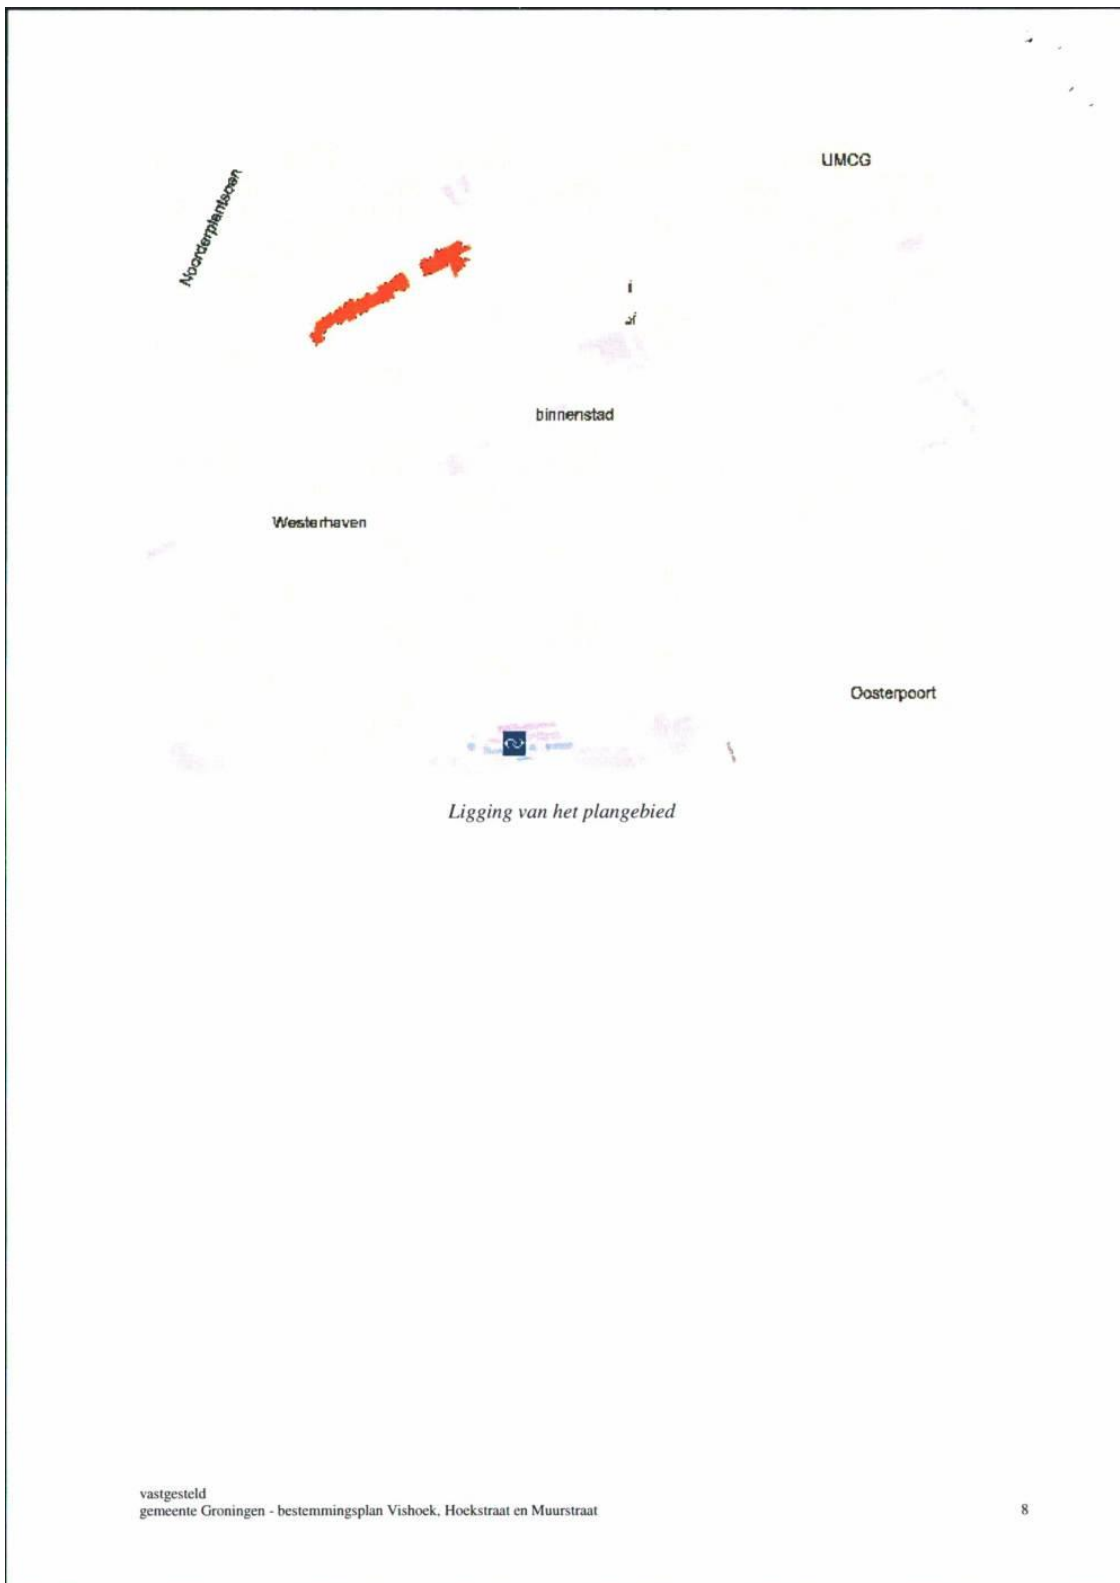 UMCG
Noorderplantsoen
binnenstad
Westerhaven
Oosterpoort
Ligging van het plangebied
vastgesteld
gemeente Groningen - bestemmingsplan Vishoek, Hoekstraat en Muurstraat 8